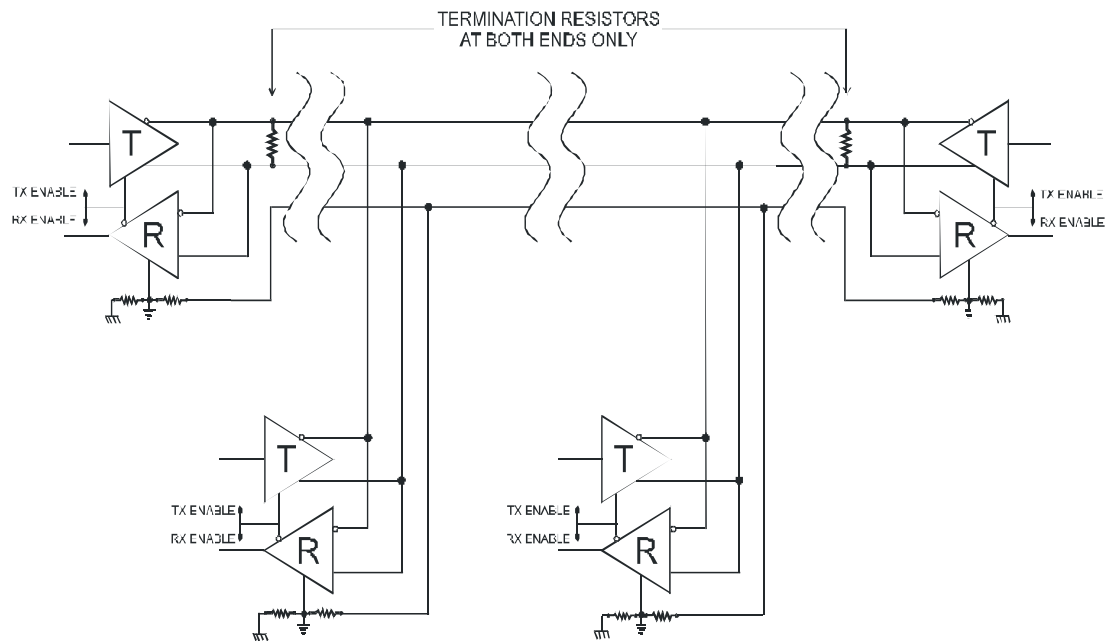 TERMINATION RESISTORS
AT BOTH ENDS ONLY
T
T
TX ENABLE
RX ENABLE
TX ENABLE
RX ENABLE
R
R
T
T
TX ENABLE
RX ENABLE
TX ENABLE
RX ENABLE
R
R